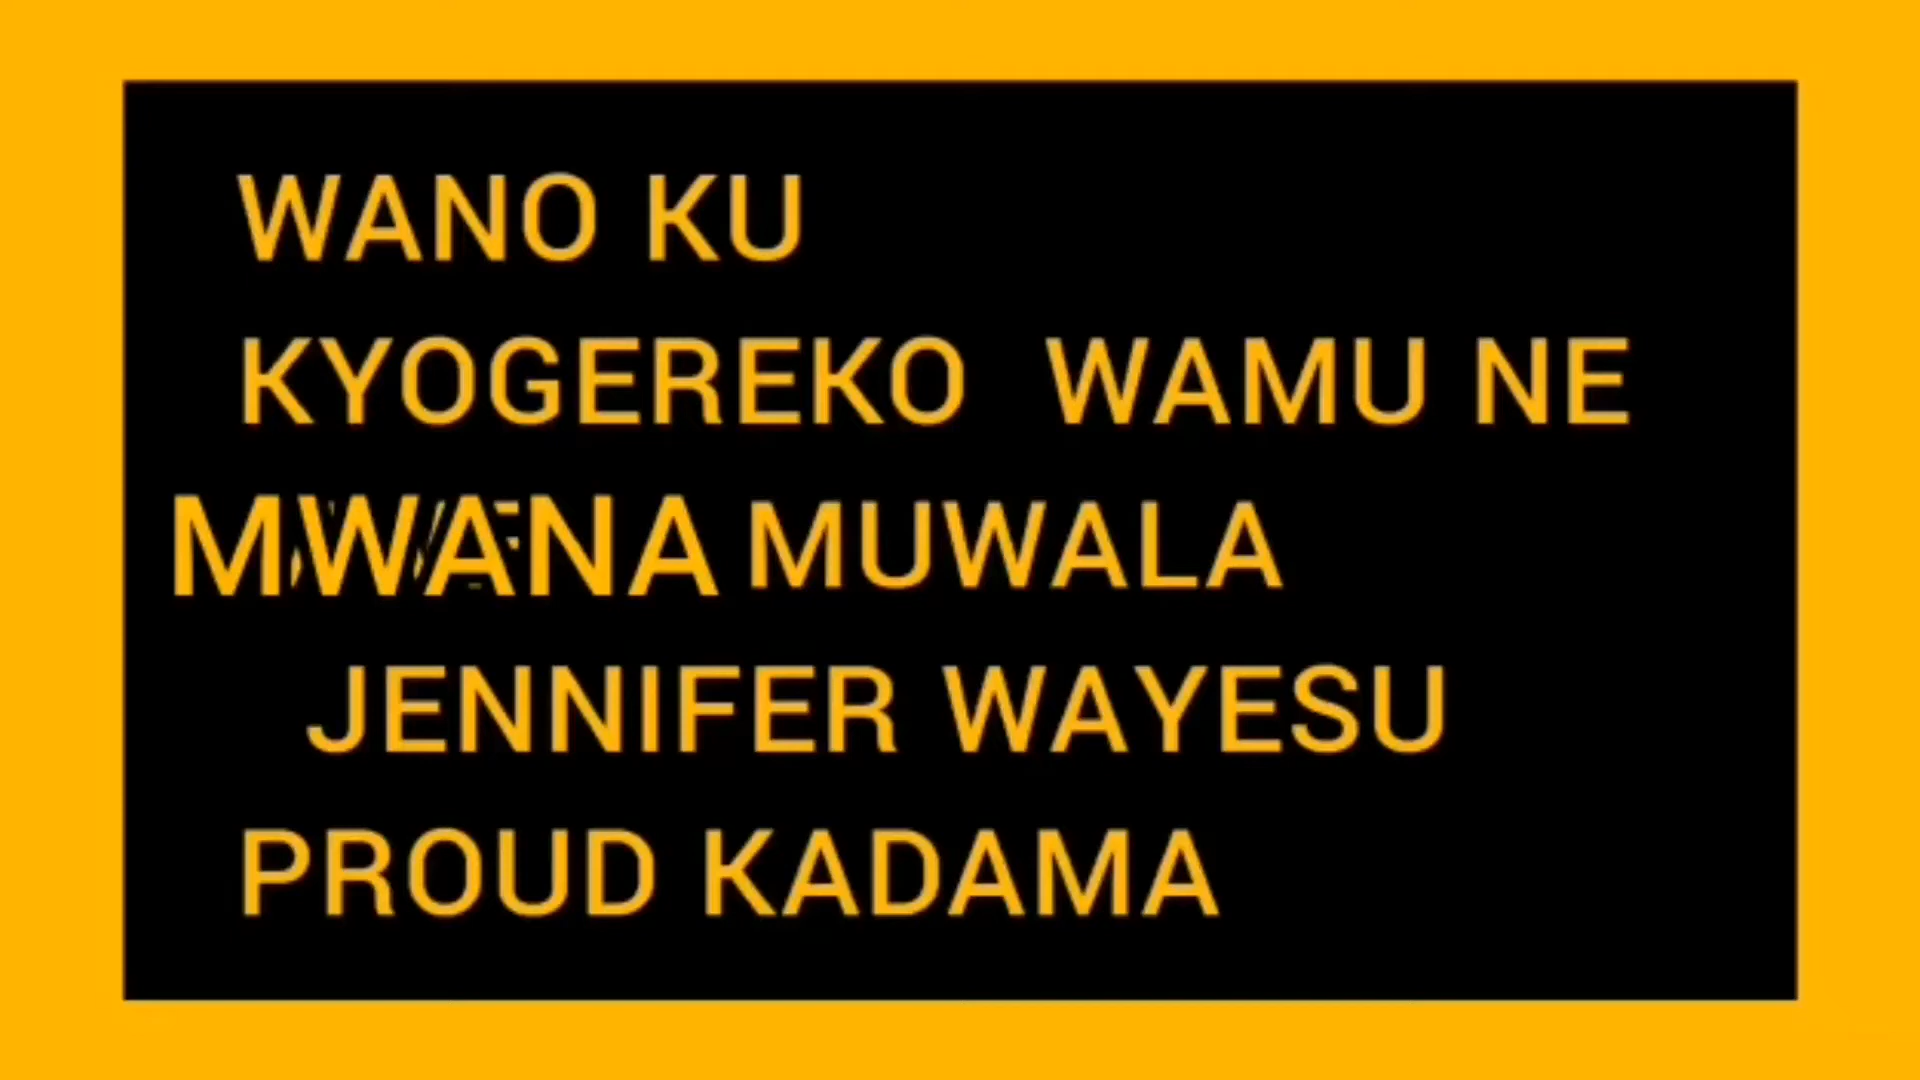 WANO KU
KYOGEREKO WAMU NE
MWANA MUWALA
JENNIFER WAYESU
PROUD KADAMA